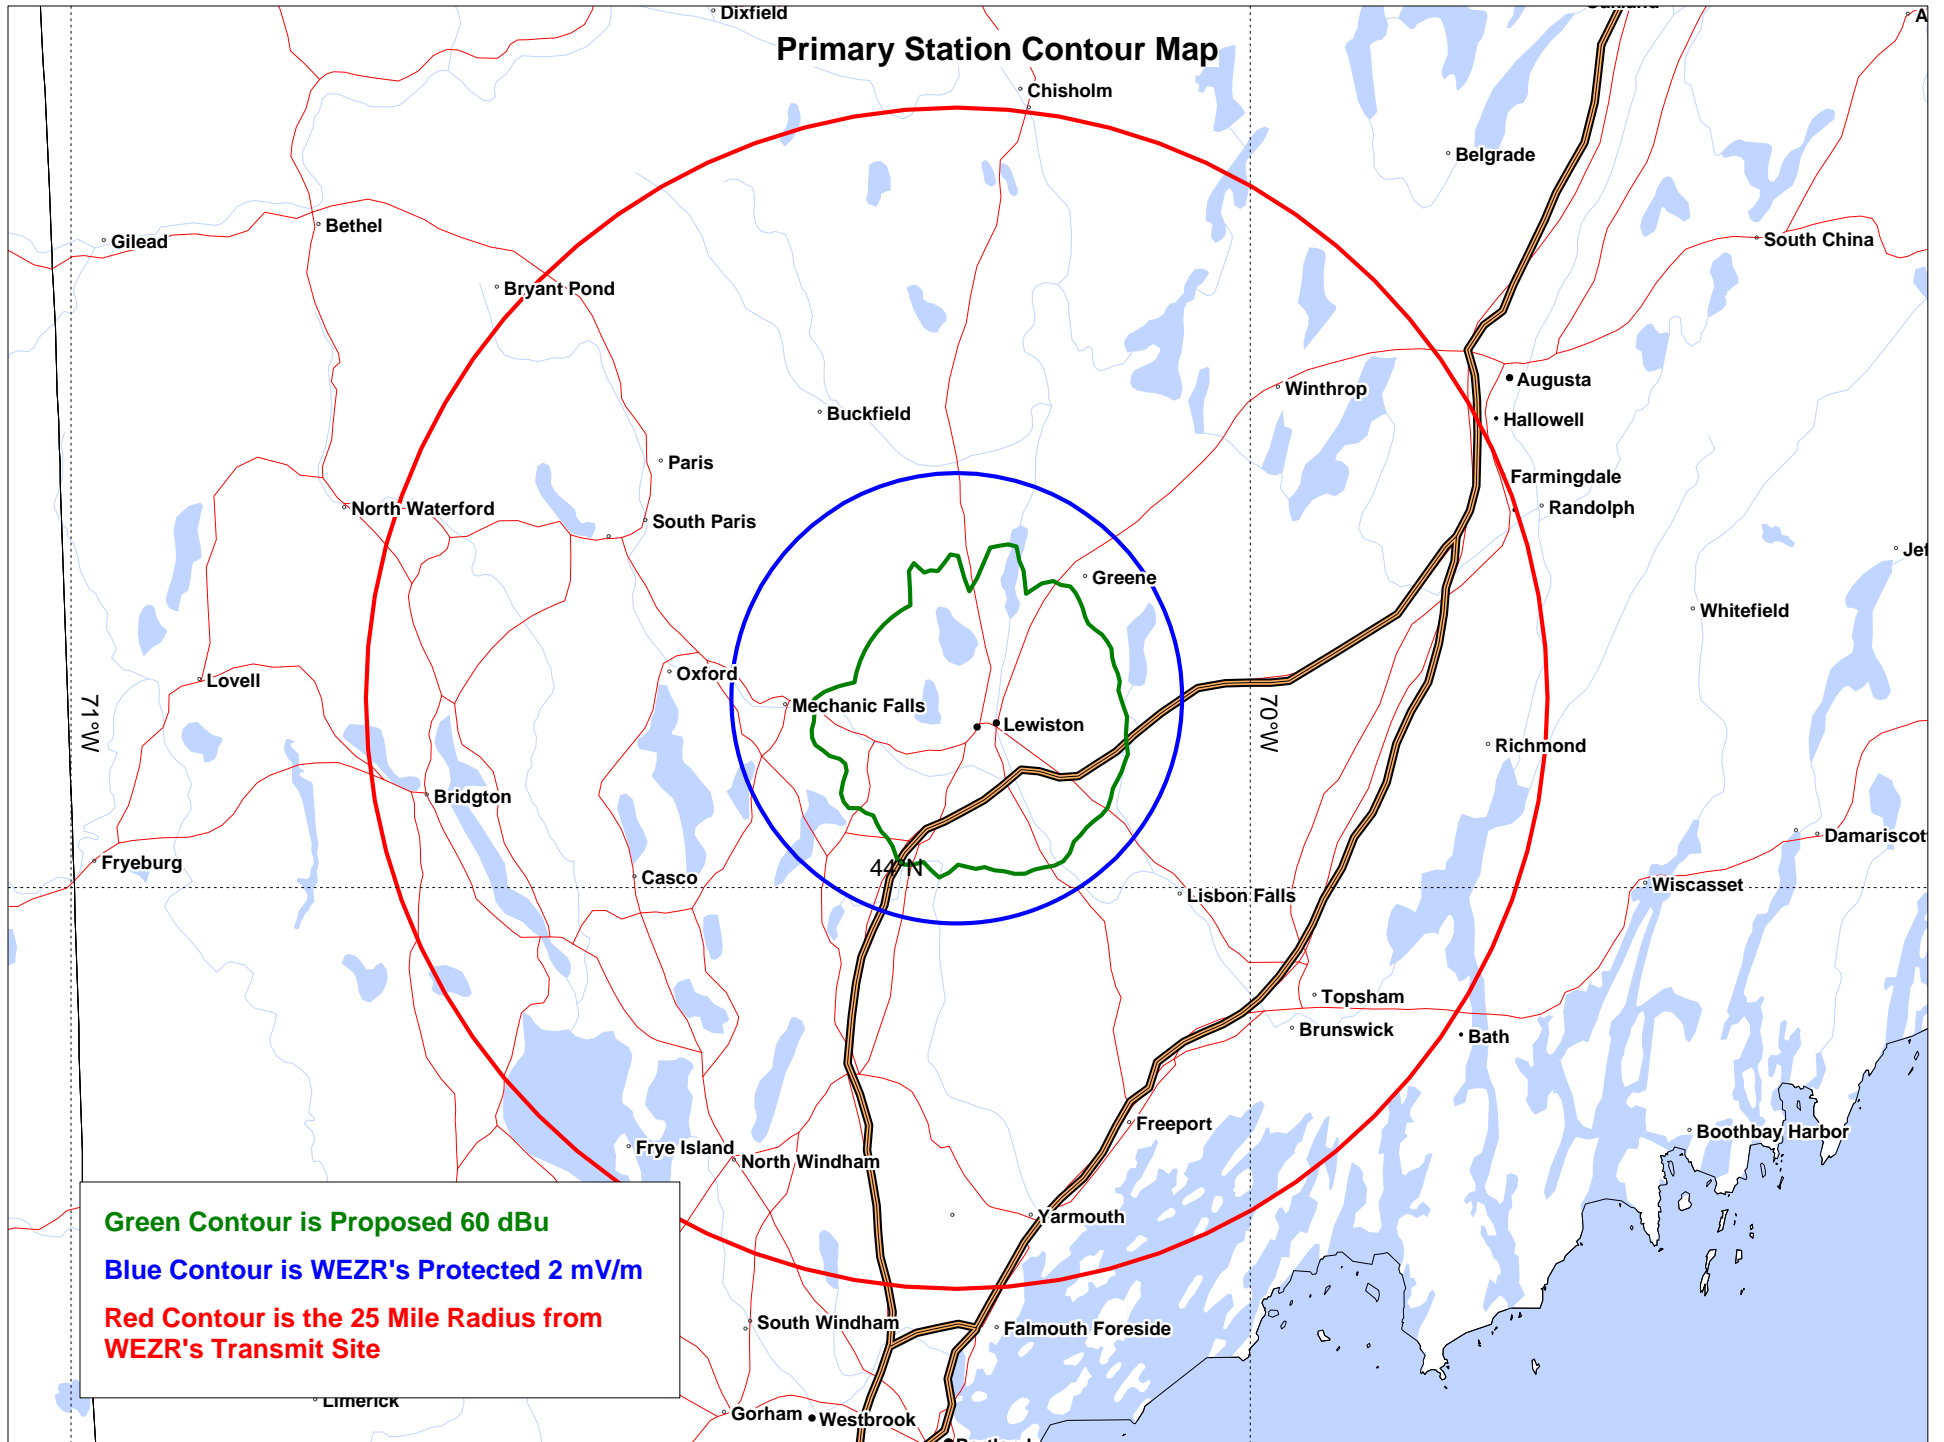 Dixfield
Primary Station Contour Map
Chisholm
Belgrade
Bethel
Gilead
South China
Bryant Pond
Augusta
Winthrop
Buckfield
Hallowell
Paris
Farmingdale
North Waterford
Randolph
South Paris
Jef
Greene
Whitefield
Oxford
Lovell
Mechanic Falls
71°W
Lewiston
70°W
Richmond
Bridgton
Damariscot
Fryeburg
44°N
Casco
Wiscasset
Lisbon Falls
Topsham
Brunswick
Bath
Freeport
Boothbay Harbor
Frye Island
North Windham
Yarmouth
Green Contour is Proposed 60 dBu
Blue Contour is WEZR's Protected 2 mV/m
Red Contour is the 25 Mile Radius from
WEZR's Transmit Site
South Windham
Falmouth Foreside
Limerick
Gorham
Westbrook